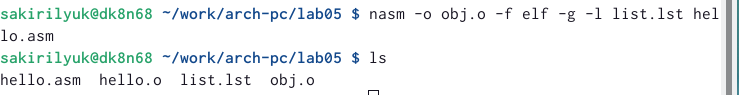 sakirilyuk@dk8n68 ~/work/arch-pc/lab05 $ nasm -o obj.o -f elf -g -l list.lst hel
lo.asm
sakirilyuk@dk8n68 ~/work/arch-pc/lab05 $ ls
hello.asm  hello.o  list.lst  obj.o